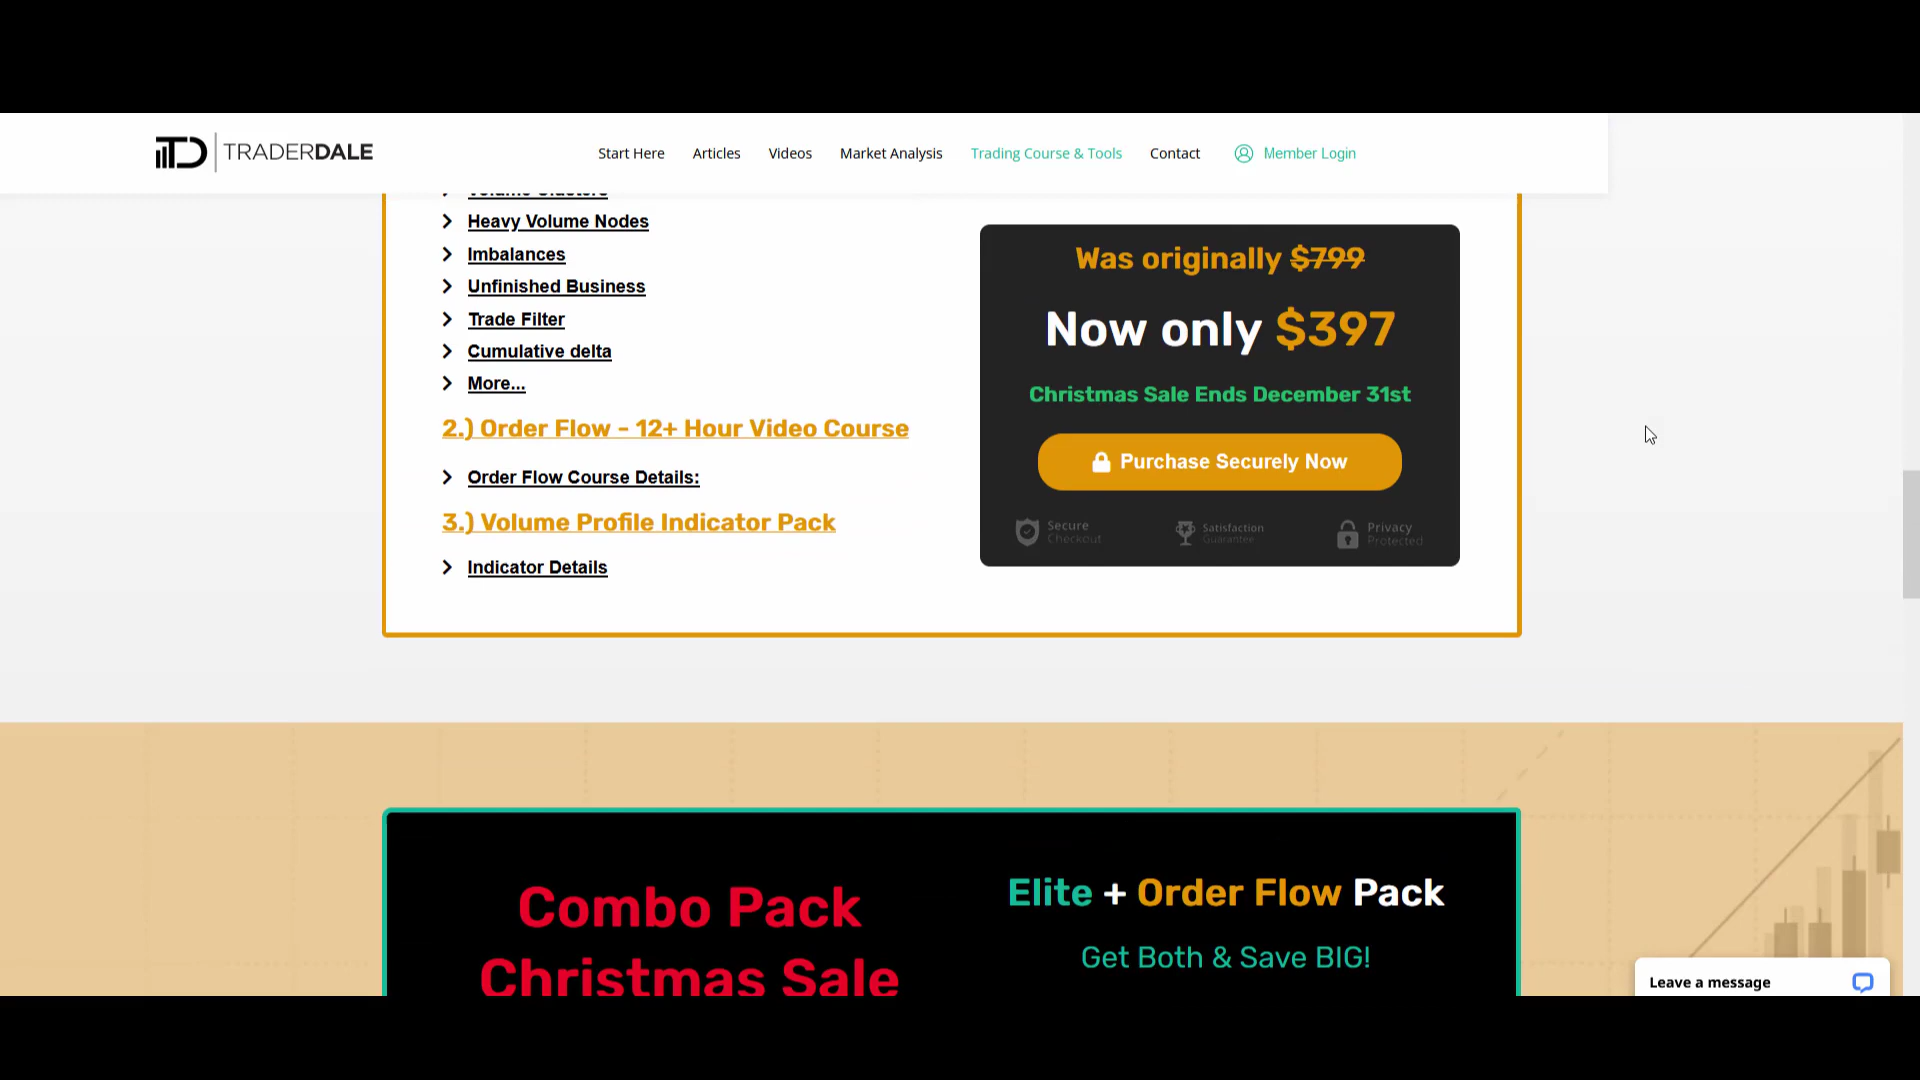 TRADERDALE
Start Here
Articles
Videos
Market Analysis
Trading Course & Tools
Contact
Member Login
Volume Clusters
Heavy Volume Nodes
Imbalances
Unfinished Business
Trade Filter
Cumulative delta
More...
2.) Order Flow - 12+ Hour Video Course
Order Flow Course Details:
3.) Volume Profile Indicator Pack
Indicator Details
Was originally $799
Now only $397
Christmas Sale Ends December 31st
Purchase Securely Now
Secure
Checkout
Satisfaction
Guarantee
Privacy
Protected
Combo Pack
Christmas Sale
Elite + Order Flow Pack
Get Both & Save BIG!
Leave a message